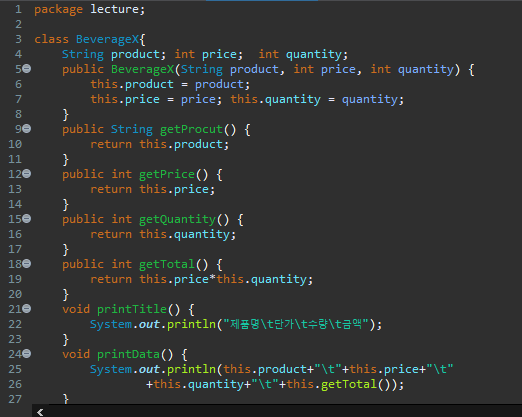 1 package lecture;
2
3 class BeverageX{
4     String product; int price;  int quantity;
5     public BeverageX(String product, int price, int quantity) {
6         this.product = product;
7         this.price = price; this.quantity = quantity;
8     }
9     public String getProcut() {
10         return this.product;
11     }
12     public int getPrice() {
13         return this.price;
14     }
15     public int getQuantity() {
16         return this.quantity;
17     }
18     public int getTotal() {
19         return this.price*this.quantity;
20     }
21     void printTitle() {
22         System.out.println("제품명\t단가\t수량\t금액");
23     }
24     void printData() {
25         System.out.println(this.product+"\t"+this.price+"\t"
26                 +this.quantity+"\t"+this.getTotal());
27     }